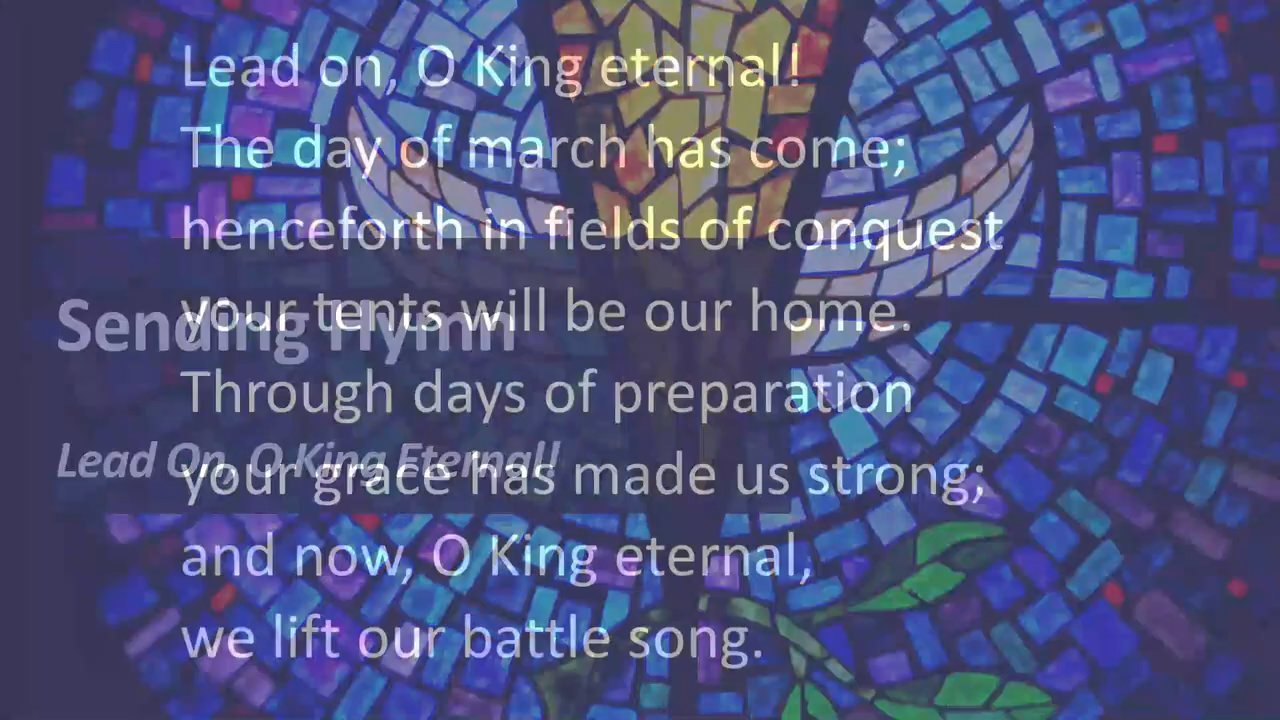 Lead on, O King eternal!
The day of march has come;
henceforth in fields of conquest
your tents will be our home.
Through days of preparation
your grace has made us strong;
and now, O King eternal,
we lift our battle song.
Sending Hymn
Lead On, O King Eternal!